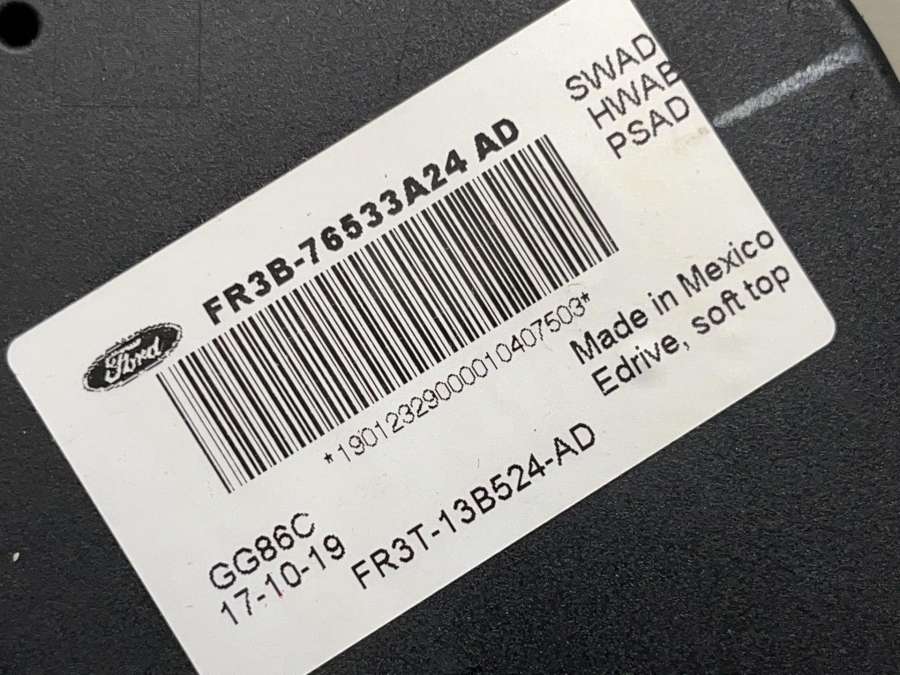 SWAD
HWAB
PSAD
FR3B-76533A24 AD
Ford
*19012329000010407503*
Made in Mexico
Edrive, soft top
GG86C
17-10-19
FR3T-13B524-AD